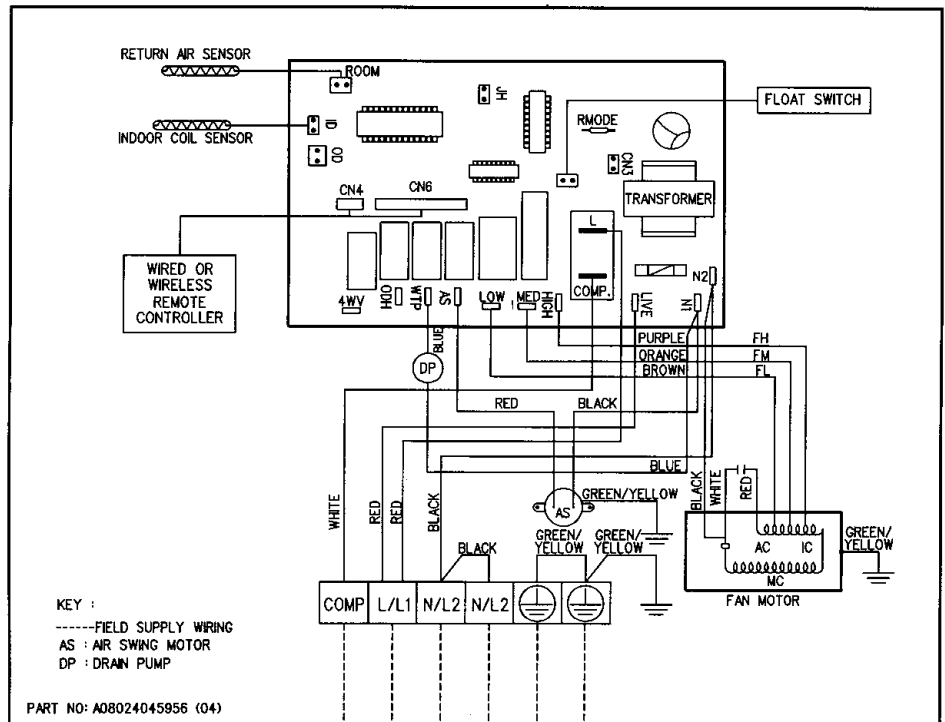 RETURN AIR SENSOR
ROOM
JH
FLOAT SWITCH
INDOOR COIL SENSOR
ID
OD
RMODE
CN3
TRANSFORMER
CN4
CN6
L
COMP.
WIRED OR
WIRELESS
REMOTE
CONTROLLER
4WV
ODH
WTP
AS
LOW
MED
HIGH
LIVE
N1
N2
BLUE
DP
PURPLE
FH
ORANGE
FM
BROWN
FL
RED
BLACK
BLUE
WHITE
RED
RED
BLACK
AS
GREEN/YELLOW
BLACK
WHITE
RED
BLACK
GREEN/
YELLOW
GREEN/
YELLOW
AC
IC
MC
GREEN/
YELLOW
FAN MOTOR
COMP
L/L1
N/L2
N/L2
KEY :
------FIELD SUPPLY WIRING
AS : AIR SWING MOTOR
DP : DRAIN PUMP
PART NO: A08024045956 (04)